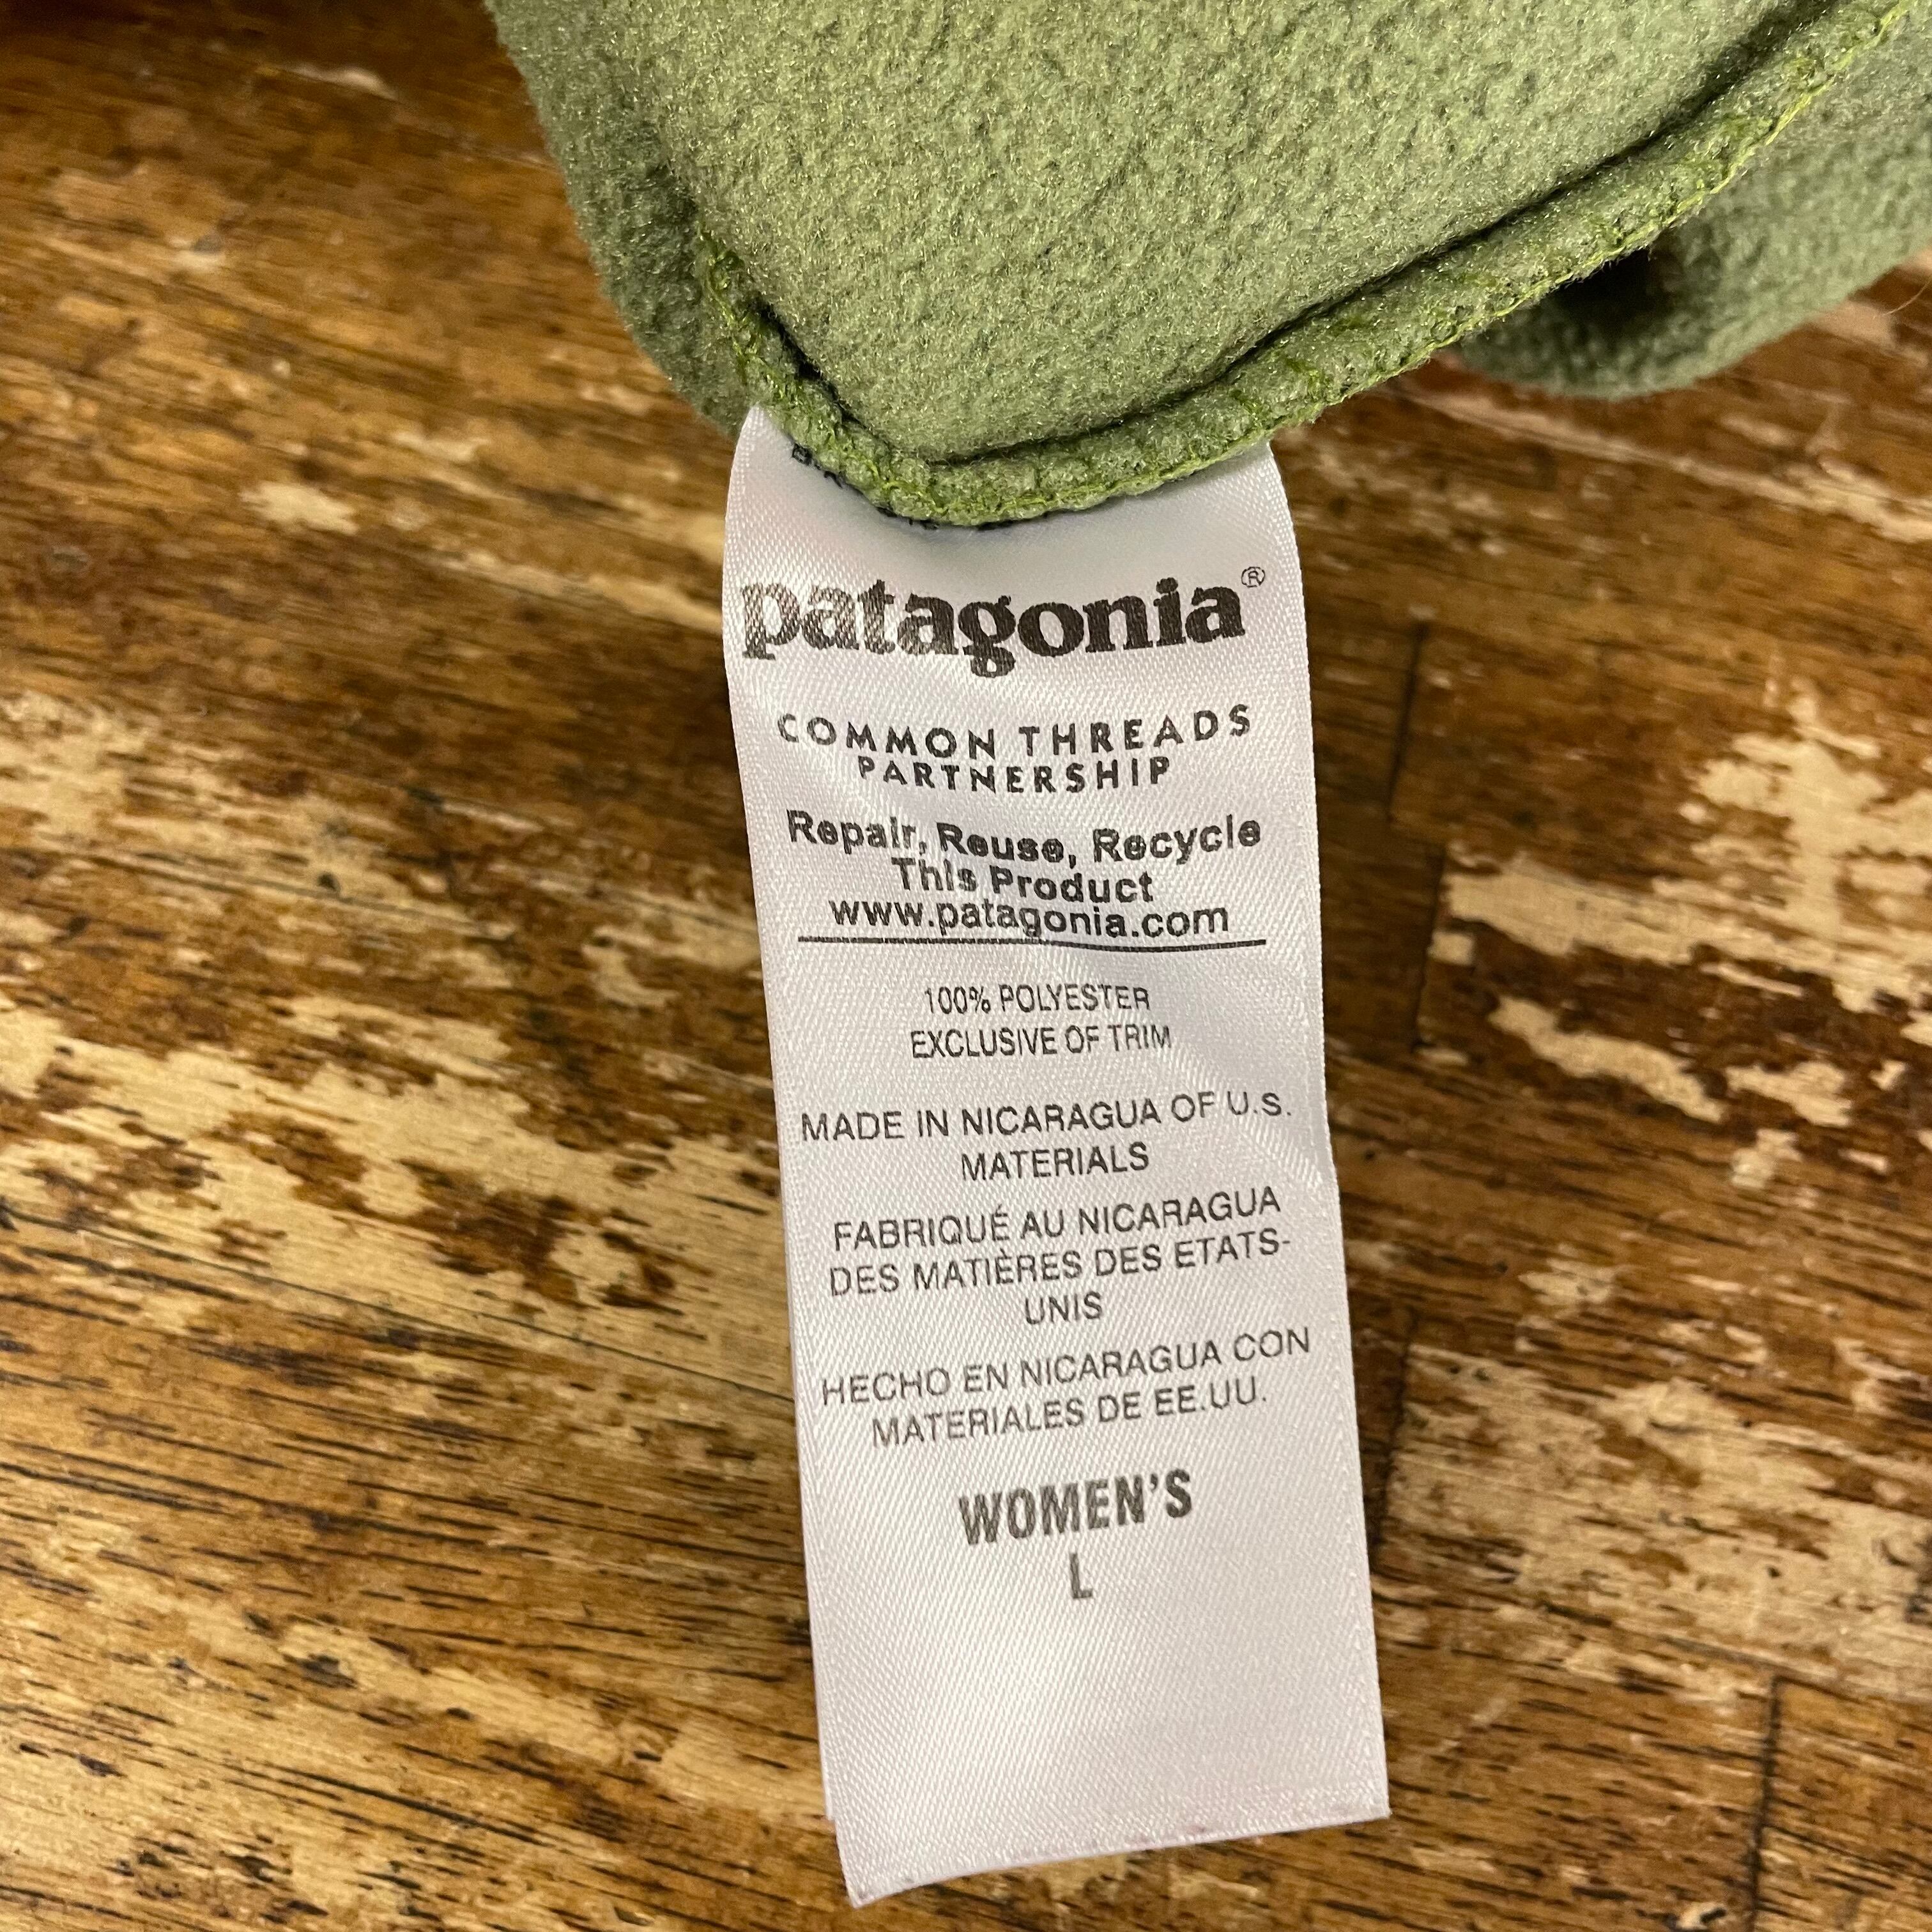 patagonia®
COMMON THREADS
PARTNERSHIP
Repair, Reuse, Recycle
This Product
www.patagonia.com
100% POLYESTER
EXCLUSIVE OF TRIM
MADE IN NICARAGUA OF U.S.
MATERIALS
FABRIQUÉ AU NICARAGUA
DES MATIÈRES DES ETATS-
UNIS
HECHO EN NICARAGUA CON
MATERIALES DE EE.UU.
WOMEN'S
L